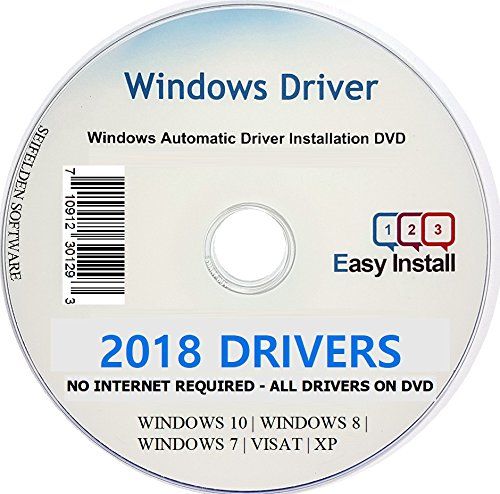 Windows Driver
Windows Automatic Driver Installation DVD
SEIFELDEN SOFTWARE
7 10912 30129 3
1 2 3
Easy Install
2018 DRIVERS
NO INTERNET REQUIRED - ALL DRIVERS ON DVD
WINDOWS 10 | WINDOWS 8 |
WINDOWS 7 | VISAT | XP